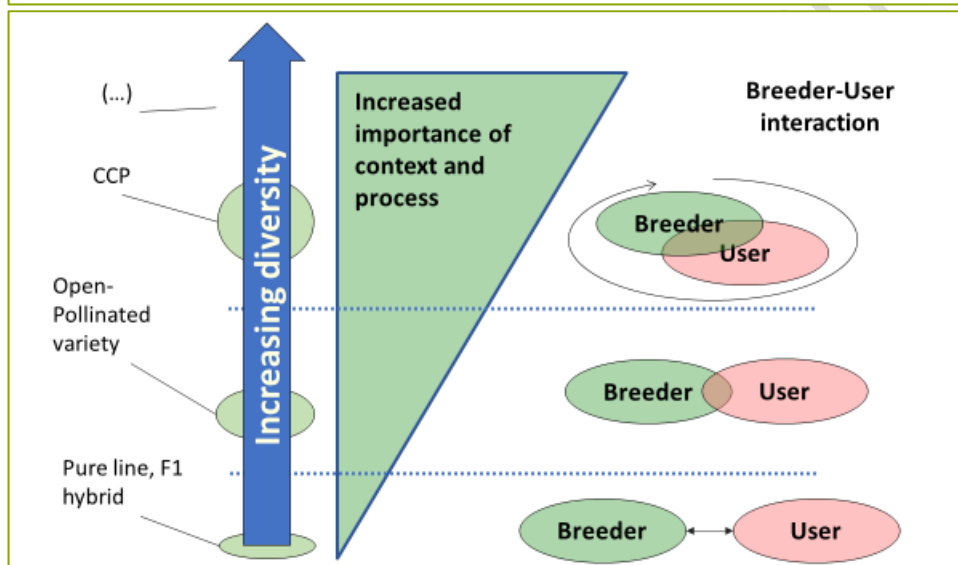 (...)
CCP
Open-
Pollinated
variety
Pure line, F1
hybrid
Increasing diversity
Increased
importance of
context and
process
Breeder-User
interaction
Breeder
User
Breeder
User
Breeder
User